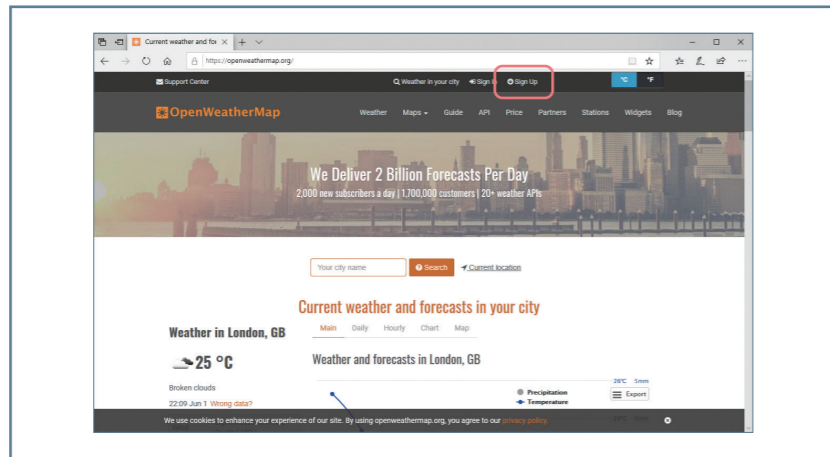 Current weather and for
https://openweathermap.org/
Support Center
Weather in your city
Sign In
Sign Up
°C
°F
OpenWeatherMap
Weather
Maps
Guide
API
Price
Partners
Stations
Widgets
Blog
We Deliver 2 Billion Forecasts Per Day
2,000 new subscribers a day | 1,700,000 customers | 20+ weather APIs
Your city name
Search
Current location
Current weather and forecasts in your city
Weather in London, GB
Main
Daily
Hourly
Chart
Map
25 °C
Weather and forecasts in London, GB
Broken clouds
22:09 Jun 1 Wrong data?
26°C
5mm
Precipitation
Temperature
Export
We use cookies to enhance your experience of our site. By using openweathermap.org, you agree to our privacy policy.